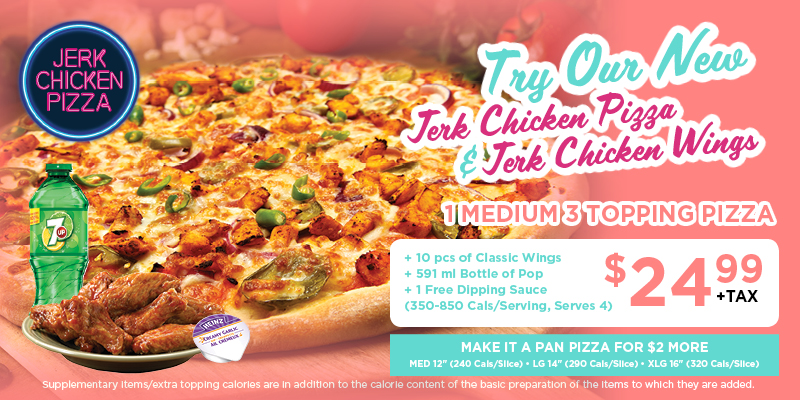 JERK
CHICKEN
PIZZA
Try Our New
Jerk Chicken Pizza
& Jerk Chicken Wings
1 MEDIUM 3 TOPPING PIZZA
+ 10 pcs of Classic Wings
+ 591 ml Bottle of Pop
+ 1 Free Dipping Sauce
(350-850 Cals/Serving, Serves 4)
$24.99
+TAX
7UP
HEINZ
CREAMY GARLIC
AIL CRÉMEUX
MAKE IT A PAN PIZZA FOR $2 MORE
MED 12" (240 Cals/Slice) • LG 14" (290 Cals/Slice) • XLG 16" (320 Cals/Slice)
Supplementary items/extra topping calories are in addition to the calorie content of the basic preparation of the items to which they are added.